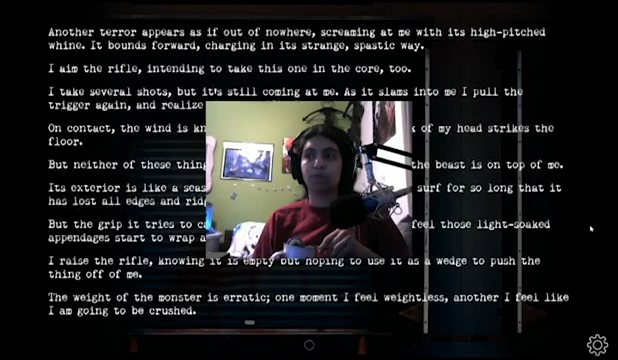 Another terror appears as if out of nowhere, screaming at me with its high-pitched
whine. It bounds forward, charging in its strange, spastic way.
I aim the rifle, intending to take this one in the core, too.
I take several shots, but it's still coming at me. As it slams into me I pull the
trigger again, and realize
On contact, the wind is of my head strikes the
floor.
But neither of these the beast is on top of me.
Its exterior is like a surf for so long that it
has lost all edges and
But the grip it tries to feel those light-soaked
appendages start to wrap
I raise the rifle, knowing it is empty but hoping to use it as a wedge to push the
thing off of me.
The weight of the monster is erratic; one moment I feel weightless, another I feel like
I am going to be crushed.